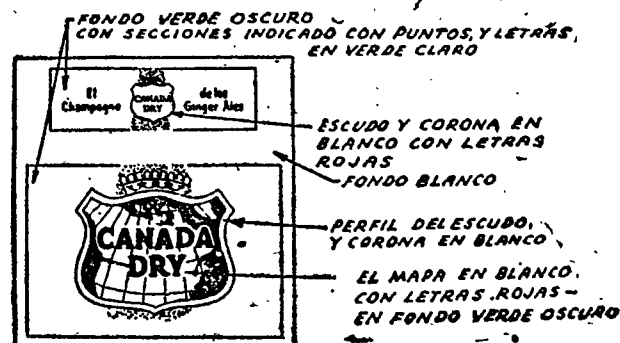 FONDO VERDE OSCURO
CON SECCIONES INDICADO CON PUNTOS, Y LETRAS,
EN VERDE CLARO
El Champagne
CANADA DRY
de los Ginger Ales
ESCUDO Y CORONA EN
BLANCO CON LETRAS
ROJAS
FONDO BLANCO
PERFIL DEL ESCUDO,
Y CORONA EN BLANCO
CANADA
DRY
EL MAPA EN BLANCO.
CON LETRAS ROJAS-
EN FONDO VERDE OSCURO